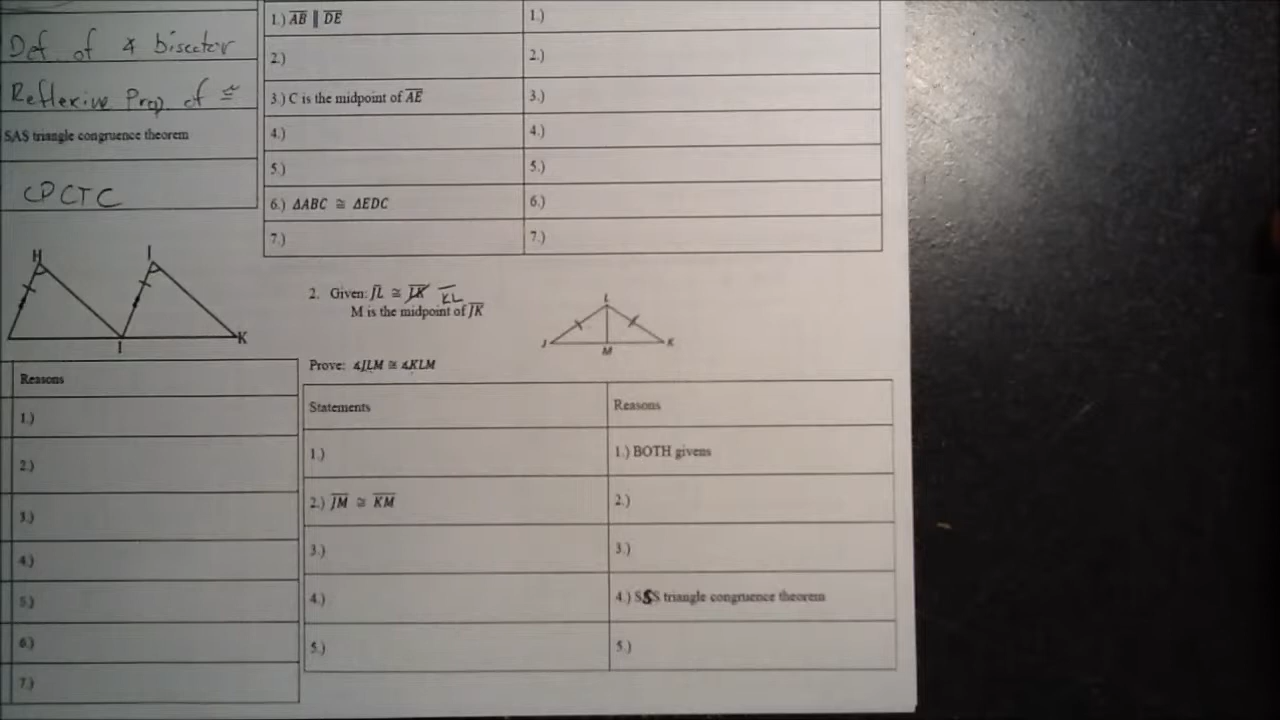 Def of ∡ bisector
Reflexive Prop of ≅
SAS triangle congruence theorem
CPCTC
1.) AB ∥ DE 1.)
2.) 2.)
3.) C is the midpoint of AE 3.)
4.) 4.)
5.) 5.)
6.) ΔABC ≅ ΔEDC 6.)
7.) 7.)
H J
I K
Reasons
1.)
2.)
3.)
4.)
5.)
6.)
7.)
2. Given: JL ≅ LK KL
M is the midpoint of JK
L
J M K
Prove: ∡JLM ≅ ∡KLM
Statements Reasons
1.) 1.) BOTH givens
2.) JM ≅ KM 2.)
3.) 3.)
4.) 4.) SSS triangle congruence theorem
5.) 5.)